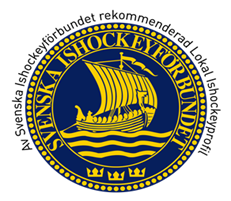 Av Svenska Ishockeyförbundet rekommenderad Lokal Ishockeyprofil
SVENSKA ISHOCKEYFÖRBUNDET